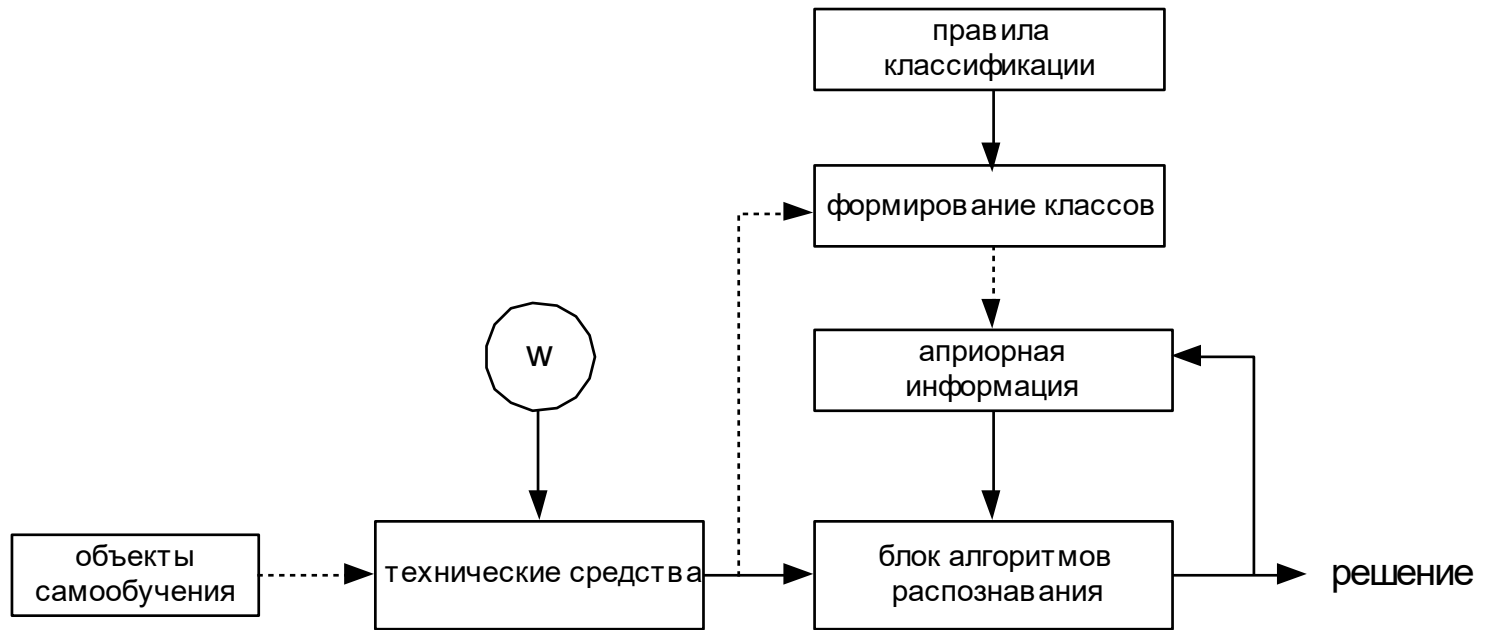 правила
классификации
формирование классов
w
априорная
информация
объекты
самообучения
технические средства
блок алгоритмов
распознавания
решение